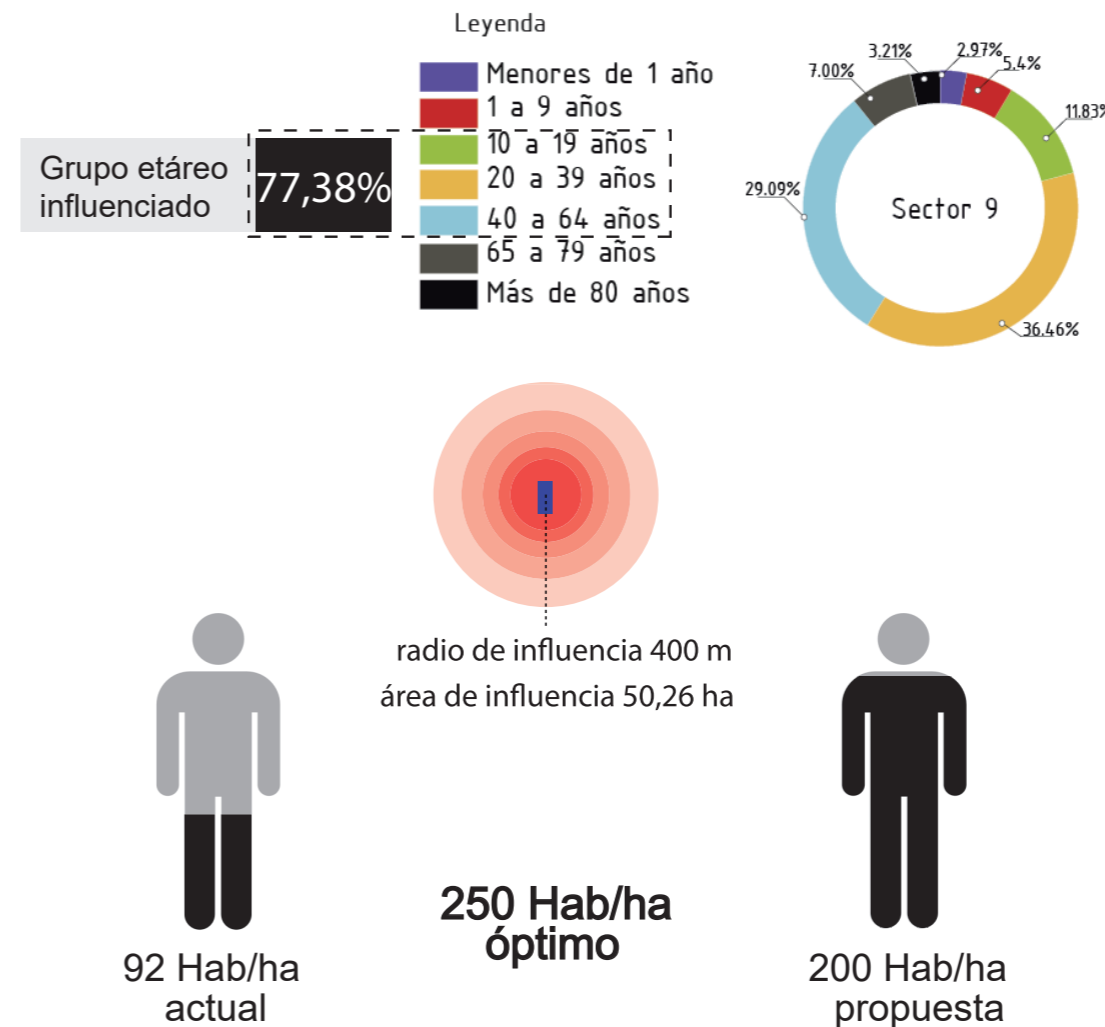 Leyenda
Menores de 1 año
1 a 9 años
10 a 19 años
20 a 39 años
40 a 64 años
65 a 79 años
Más de 80 años
Grupo etáreo
influenciado
77,38%
3.21%
2.97%
7.00%
5.4%
11.83%
29.09%
Sector 9
36.46%
radio de influencia 400 m
área de influencia 50,26 ha
250 Hab/ha
óptimo
92 Hab/ha
actual
200 Hab/ha
propuesta